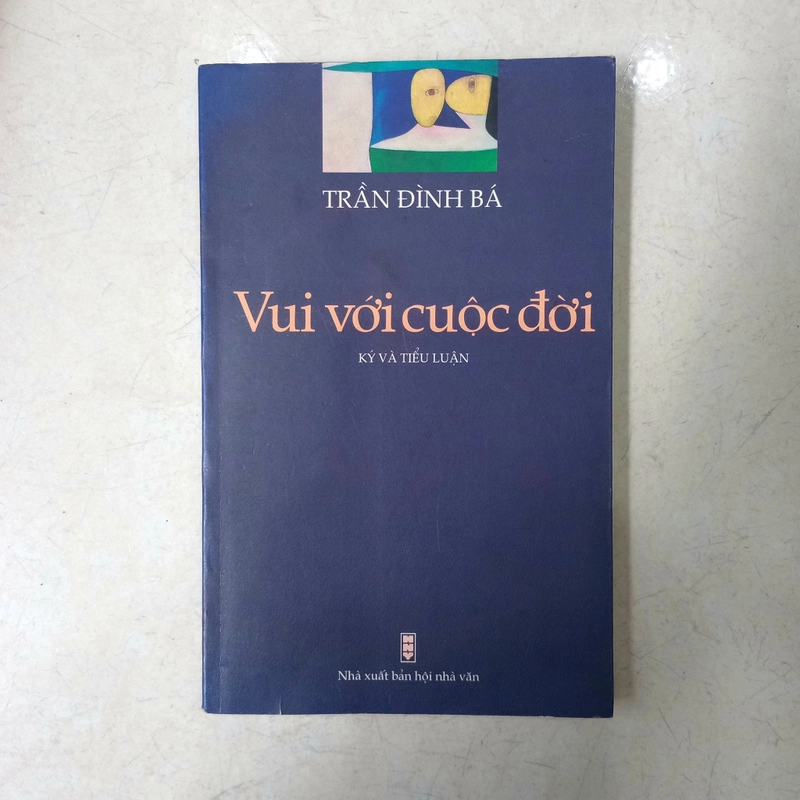 TRẦN ĐÌNH BÁ
Vui với cuộc đời
KÝ VÀ TIỂU LUẬN
Nhà xuất bản hội nhà văn